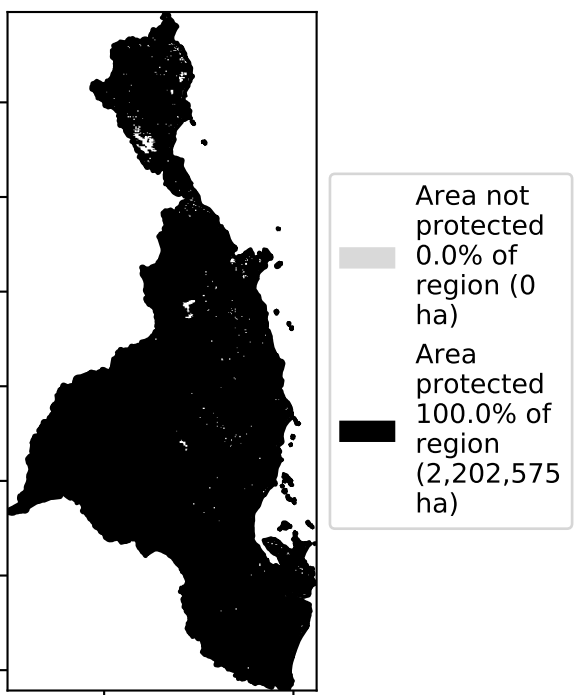 Area not
protected
0.0% of
region (0
ha)
Area
protected
100.0% of
region
(2,202,575
ha)